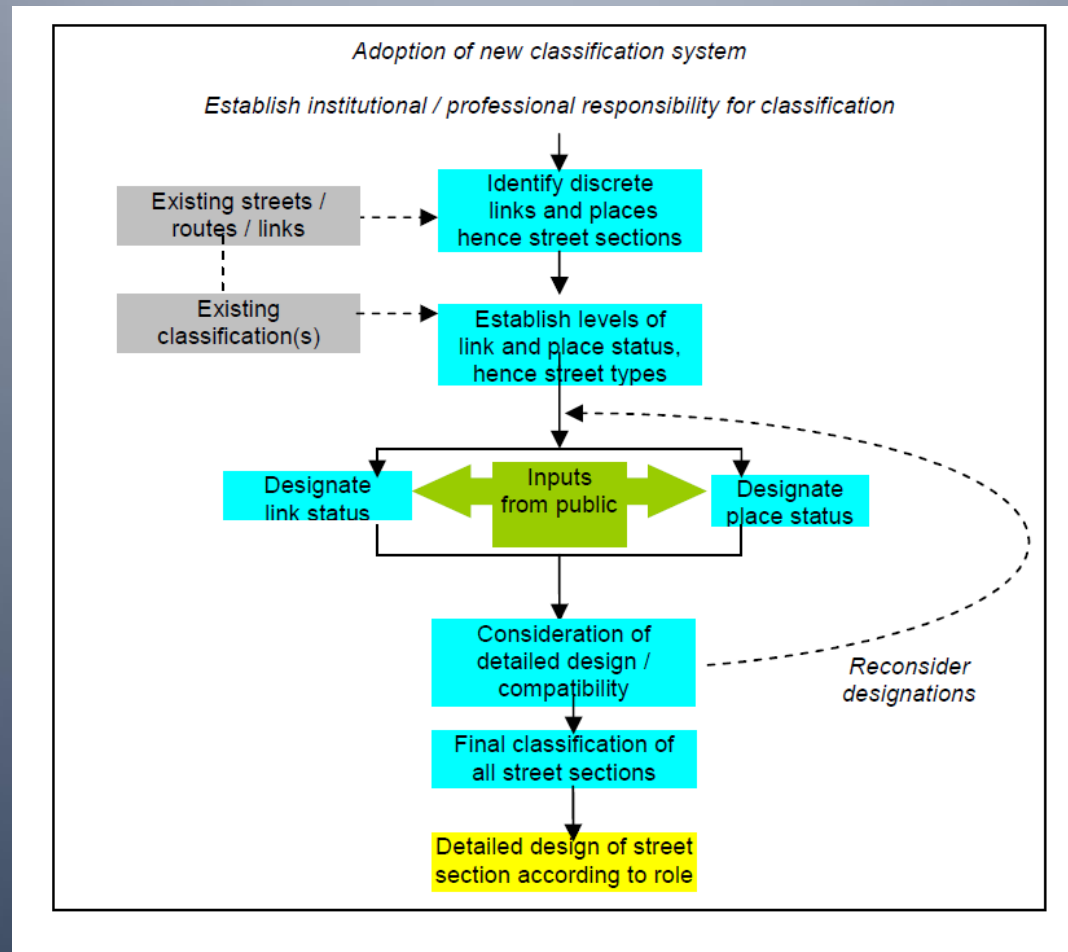 Adoption of new classification system
Establish institutional / professional responsibility for classification
Identify discrete
links and places
hence street sections
Existing streets /
routes / links
Existing
classification(s)
Establish levels of
link and place status,
hence street types
Designate
link status
Inputs
from public
Designate
place status
Consideration of
detailed design /
compatibility
Reconsider
designations
Final classification of
all street sections
Detailed design of street
section according to role